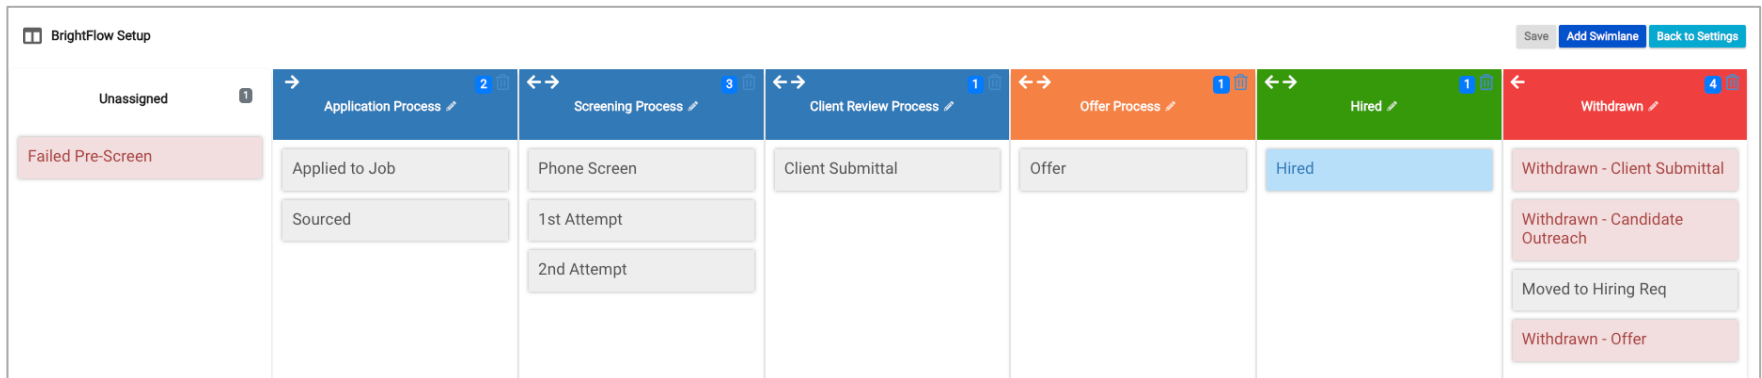 BrightFlow Setup
Save
Add Swimlane
Back to Settings
Unassigned
1
Failed Pre-Screen
2
Application Process
Applied to Job
Sourced
3
Screening Process
Phone Screen
1st Attempt
2nd Attempt
1
Client Review Process
Client Submittal
1
Offer Process
Offer
1
Hired
Hired
4
Withdrawn
Withdrawn - Client Submittal
Withdrawn - Candidate
Outreach
Moved to Hiring Req
Withdrawn - Offer